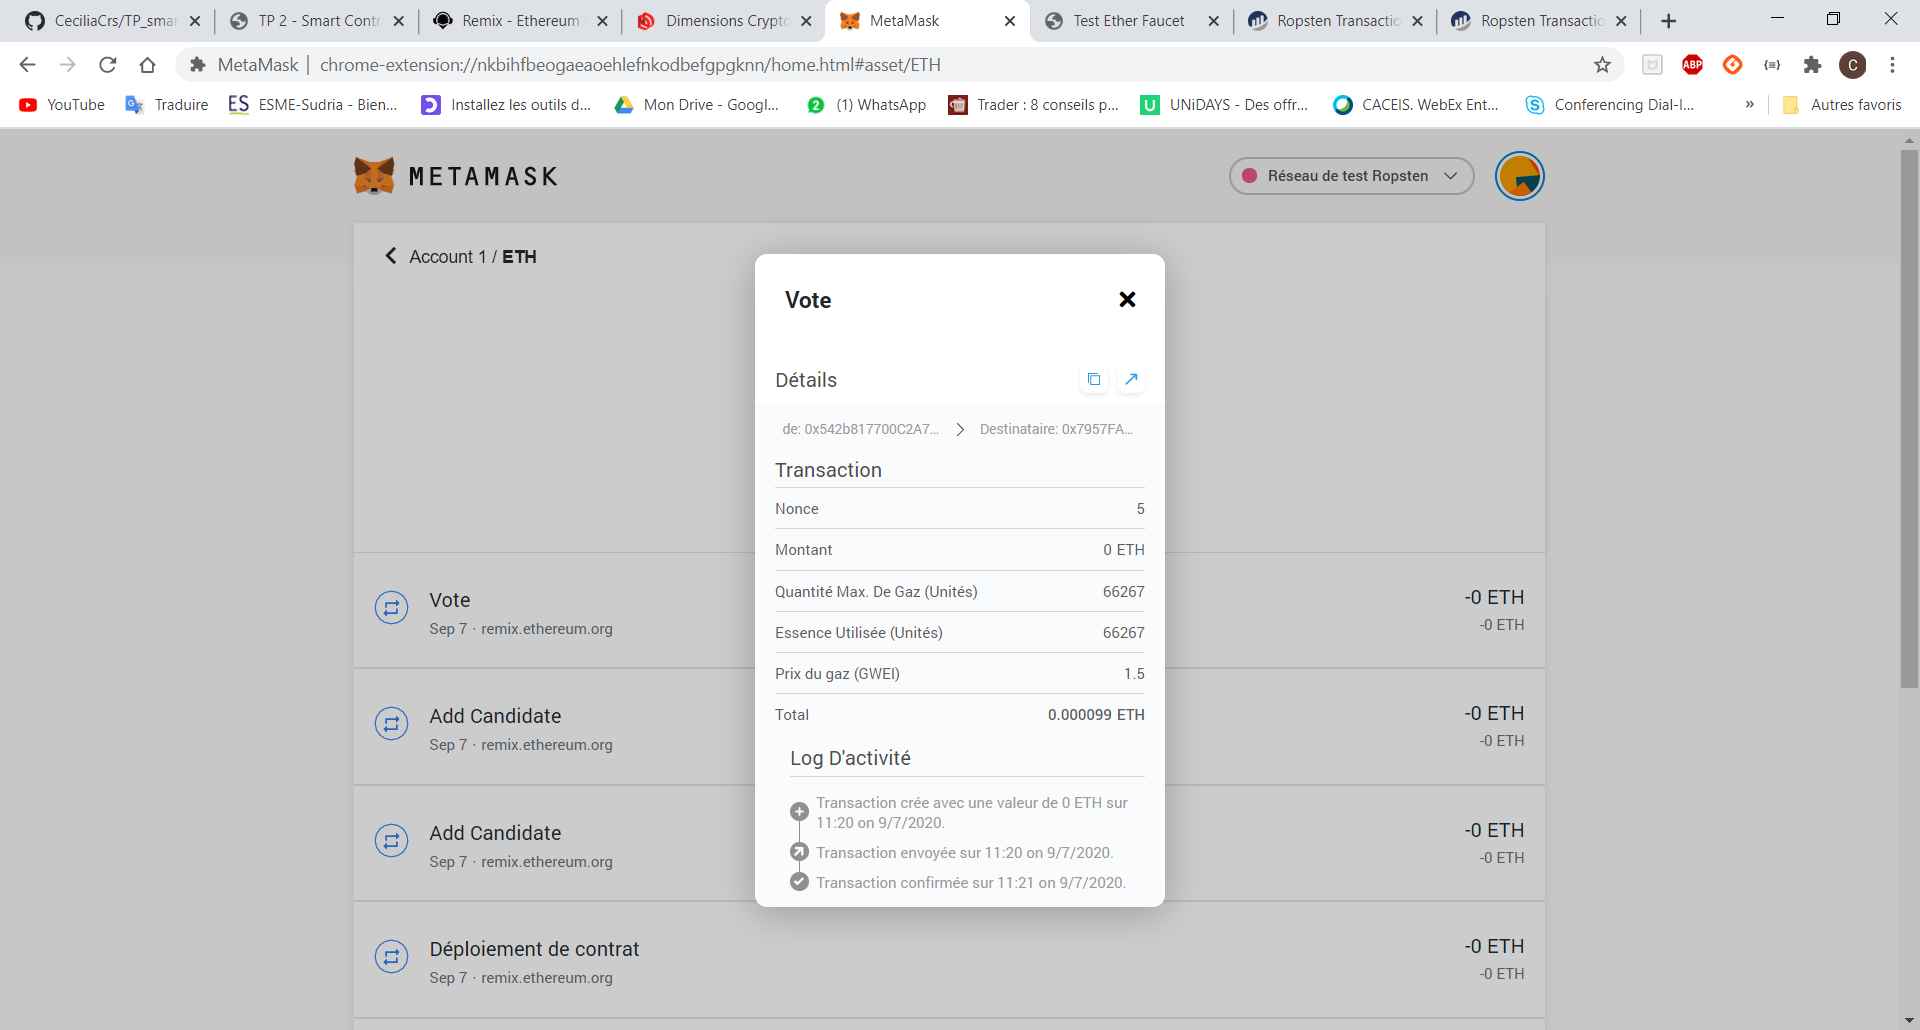 CeciliaCrs/TP_smar
TP 2 - Smart Contr
Remix - Ethereum
Dimensions Crypto
MetaMask
Test Ether Faucet
Ropsten Transactio
Ropsten Transactio
MetaMask
chrome-extension://nkbihfbeogaeaoehlefnkodbefgpgknn/home.html#asset/ETH
ABP
C
YouTube
Traduire
ES ESME-Sudria - Bien...
Installez les outils d...
Mon Drive - Googl...
2 (1) WhatsApp
Trader : 8 conseils p...
U UNiDAYS - Des offr...
CACEIS. WebEx Ent...
Conferencing Dial-I...
»
Autres favoris
METAMASK
Réseau de test Ropsten
Account 1 / ETH
Vote
Détails
de: 0x542b817700C2A7...
Destinataire: 0x7957FA...
Transaction
Nonce 5
Montant 0 ETH
Quantité Max. De Gaz (Unités) 66267
Essence Utilisée (Unités) 66267
Prix du gaz (GWEI) 1.5
Total 0.000099 ETH
Log D'activité
Transaction crée avec une valeur de 0 ETH sur
11:20 on 9/7/2020.
Transaction envoyée sur 11:20 on 9/7/2020.
Transaction confirmée sur 11:21 on 9/7/2020.
Vote
Sep 7 · remix.ethereum.org
-0 ETH
-0 ETH
Add Candidate
Sep 7 · remix.ethereum.org
-0 ETH
-0 ETH
Add Candidate
Sep 7 · remix.ethereum.org
-0 ETH
-0 ETH
Déploiement de contrat
Sep 7 · remix.ethereum.org
-0 ETH
-0 ETH